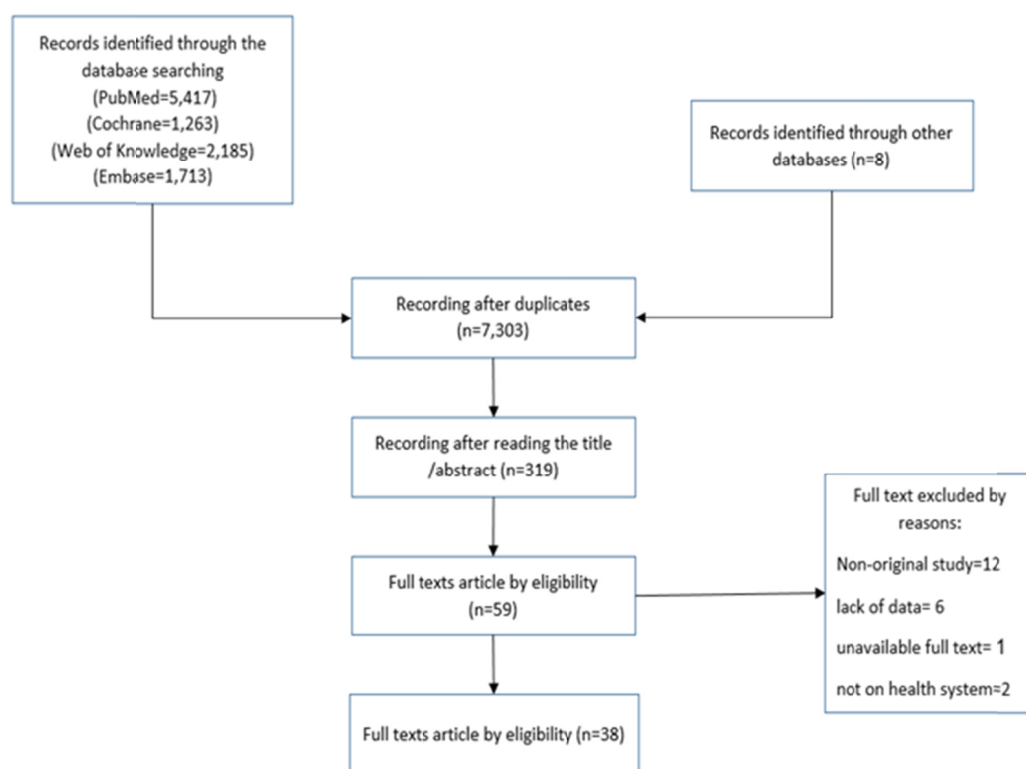 Records identified through the
database searching
(PubMed=5,417)
(Cochrane=1,263)
(Web of Knowledge=2,185)
(Embase=1,713)
Records identified through other
databases (n=8)
Recording after duplicates
(n=7,303)
Recording after reading the title
/abstract (n=319)
Full texts article by eligibility
(n=59)
Full text excluded by
reasons:
Non-original study=12
lack of data= 6
unavailable full text= 1
not on health system=2
Full texts article by eligibility (n=38)